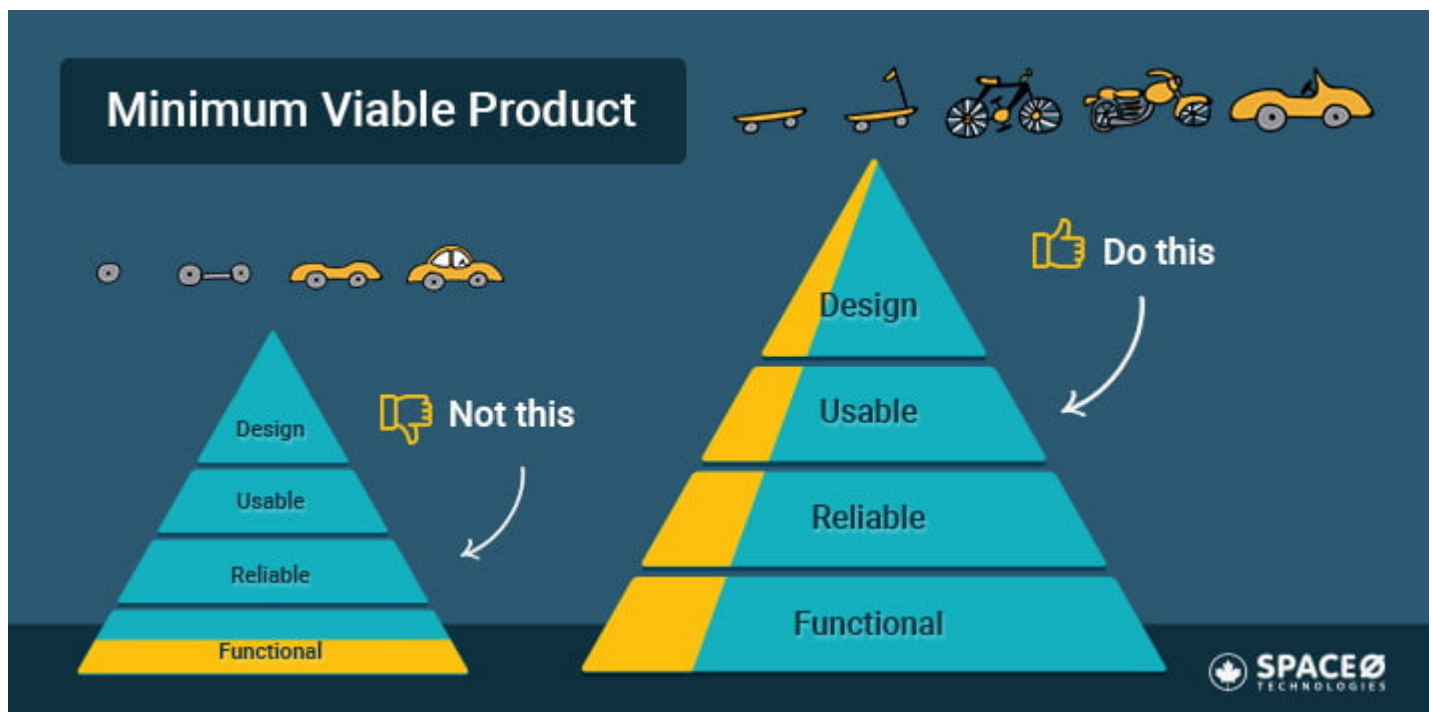 Minimum Viable Product
Not this
Design
Usable
Reliable
Functional
Do this
Design
Usable
Reliable
Functional
SPACEØ
TECHNOLOGIES